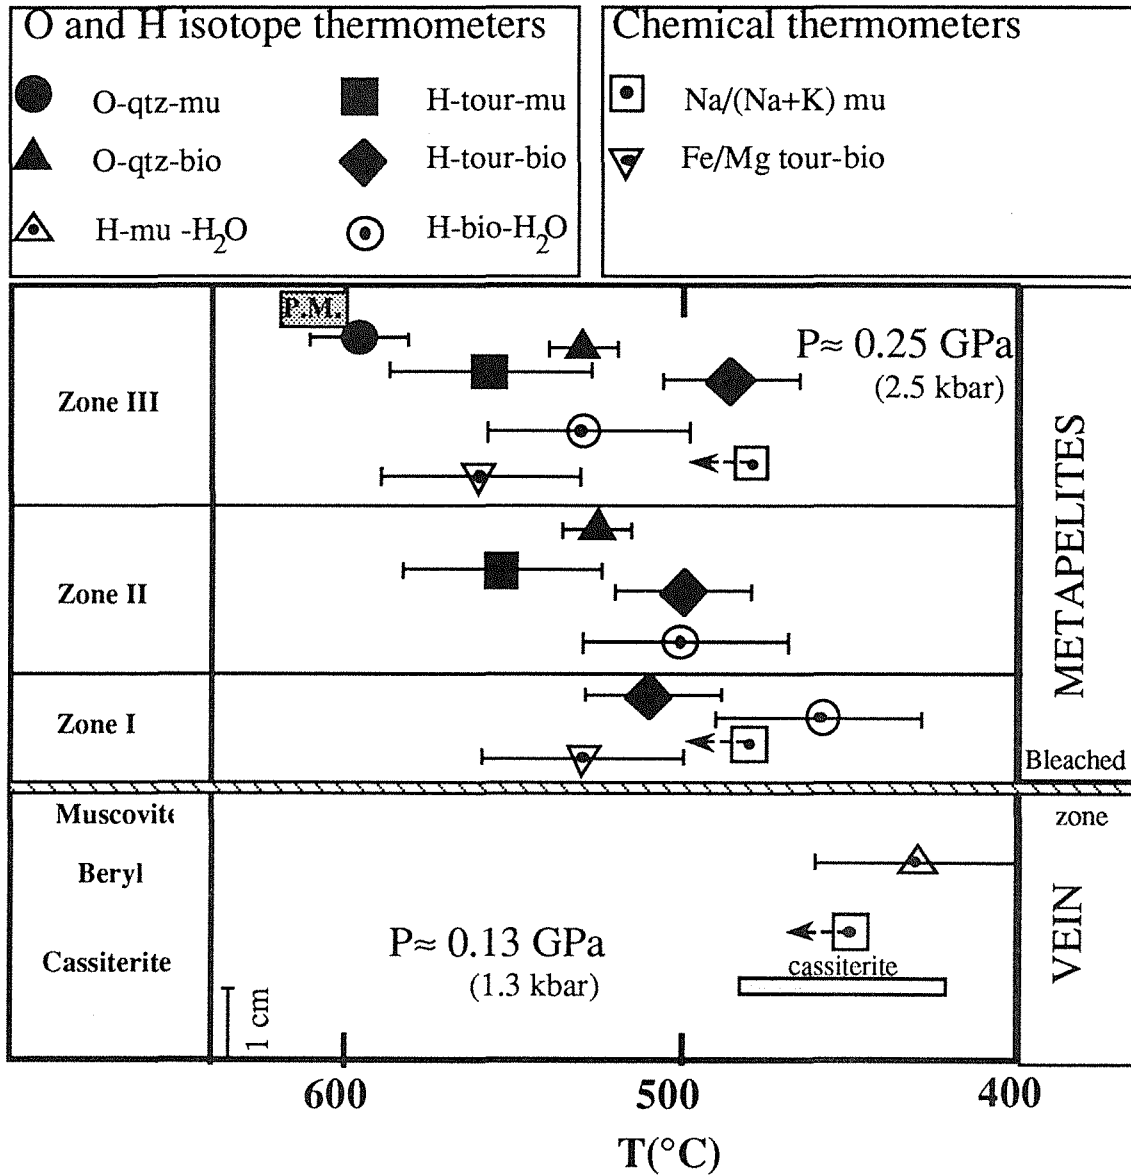 O and H isotope thermometers
O-qtz-mu
H-tour-mu
O-qtz-bio
H-tour-bio
H-mu -H₂O
H-bio-H₂O
Chemical thermometers
Na/(Na+K) mu
Fe/Mg tour-bio
P.M.
P≈ 0.25 GPa
(2.5 kbar)
Zone III
Zone II
Zone I
METAPELITES
Bleached
zone
Muscovite
Beryl
Cassiterite
P≈ 0.13 GPa
(1.3 kbar)
cassiterite
1 cm
VEIN
600
500
400
T(°C)